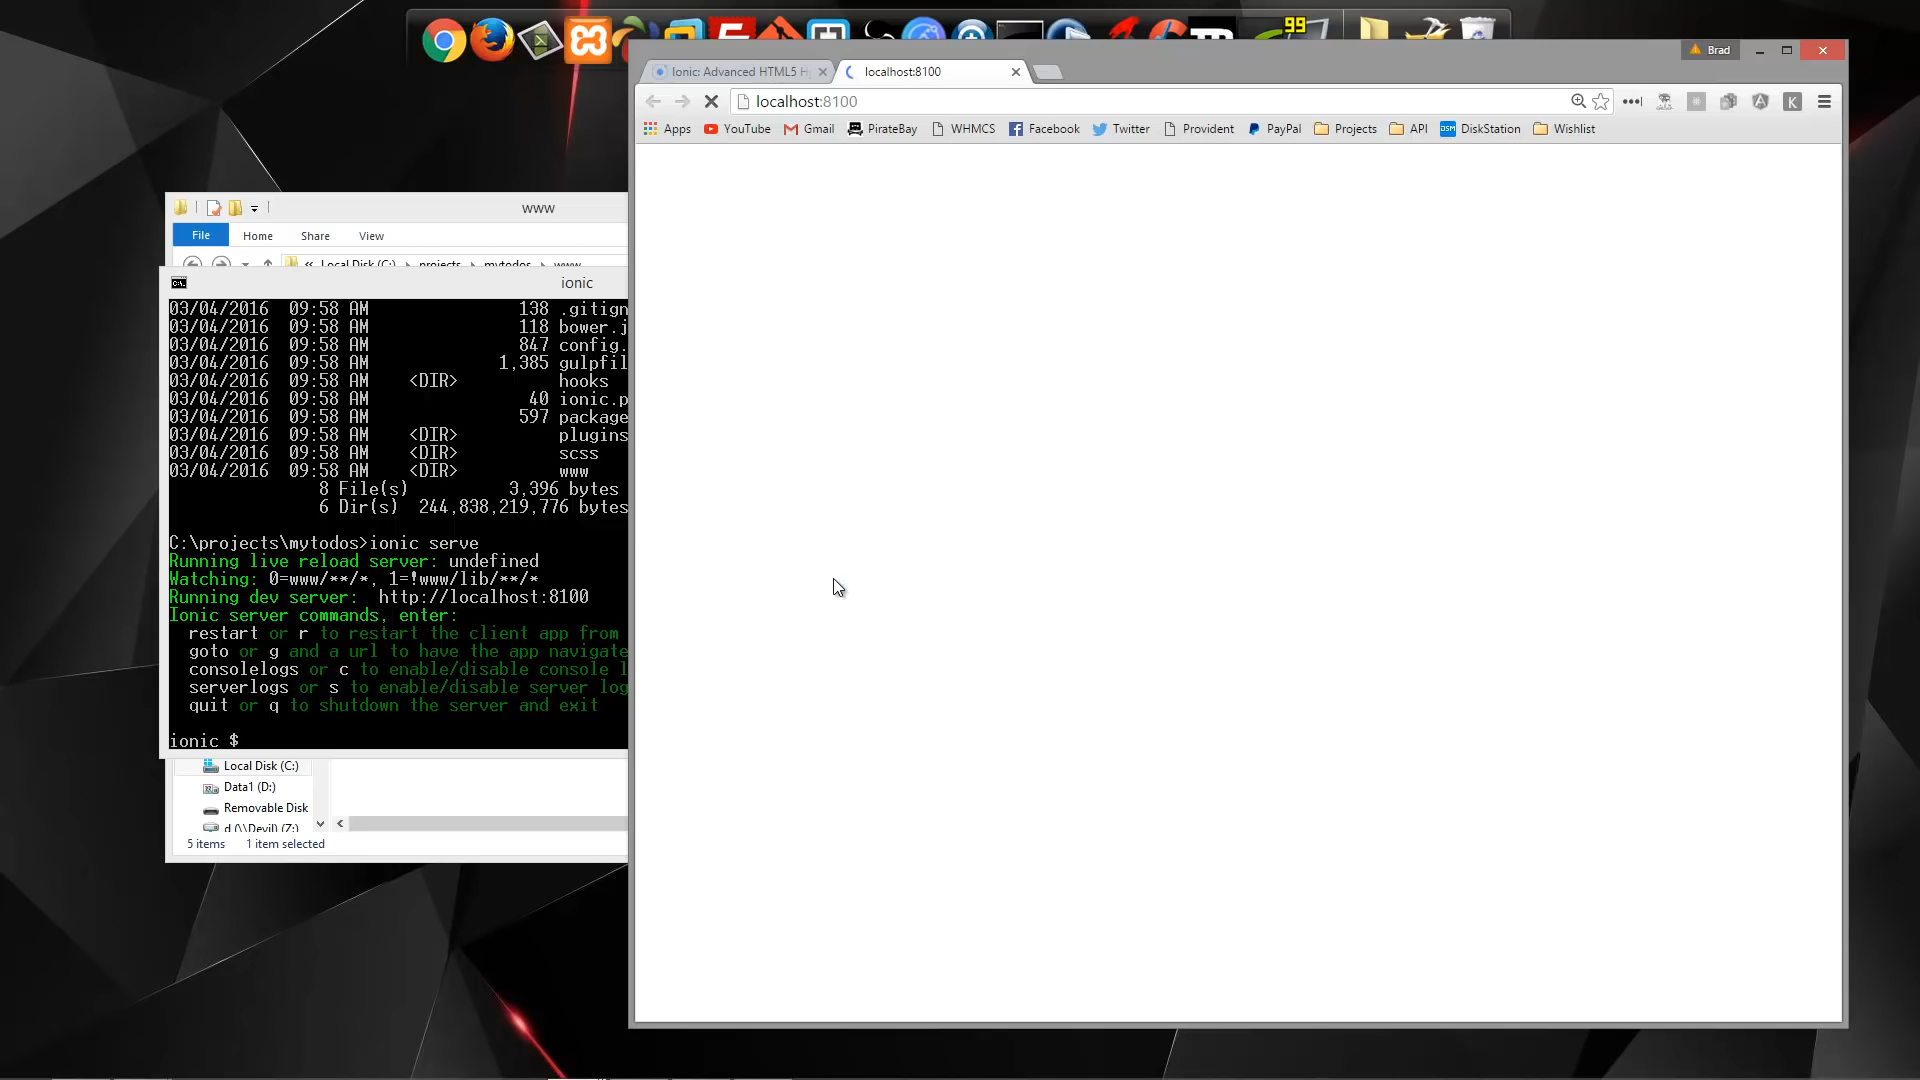 99
Brad
Ionic: Advanced HTML5 H
localhost:8100
localhost:8100
Apps
YouTube
Gmail
PirateBay
WHMCS
Facebook
Twitter
Provident
PayPal
Projects
API
DSM
DiskStation
Wishlist
K
www
File
Home
Share
View
« Local Disk (C:) projects mytodos www
C:\.
ionic
03/04/2016 09:58 AM 138 .gitign
03/04/2016 09:58 AM 118 bower.j
03/04/2016 09:58 AM 847 config.
03/04/2016 09:58 AM 1,385 gulpfil
03/04/2016 09:58 AM <DIR> hooks
03/04/2016 09:58 AM 40 ionic.p
03/04/2016 09:58 AM 597 package
03/04/2016 09:58 AM <DIR> plugins
03/04/2016 09:58 AM <DIR> scss
03/04/2016 09:58 AM <DIR> www
8 File(s) 3,396 bytes
6 Dir(s) 244,838,219,776 bytes
C:\projects\mytodos>ionic serve
Running live reload server: undefined
Watching: 0=www/**/*, 1=!www/lib/**/*
Running dev server: http://localhost:8100
Ionic server commands, enter:
restart or r to restart the client app from
goto or g and a url to have the app navigate
consolelogs or c to enable/disable console l
serverlogs or s to enable/disable server log
quit or q to shutdown the server and exit
ionic $
Local Disk (C:)
Data1 (D:)
Removable Disk
d (\\Devil) (Z:)
5 items
1 item selected